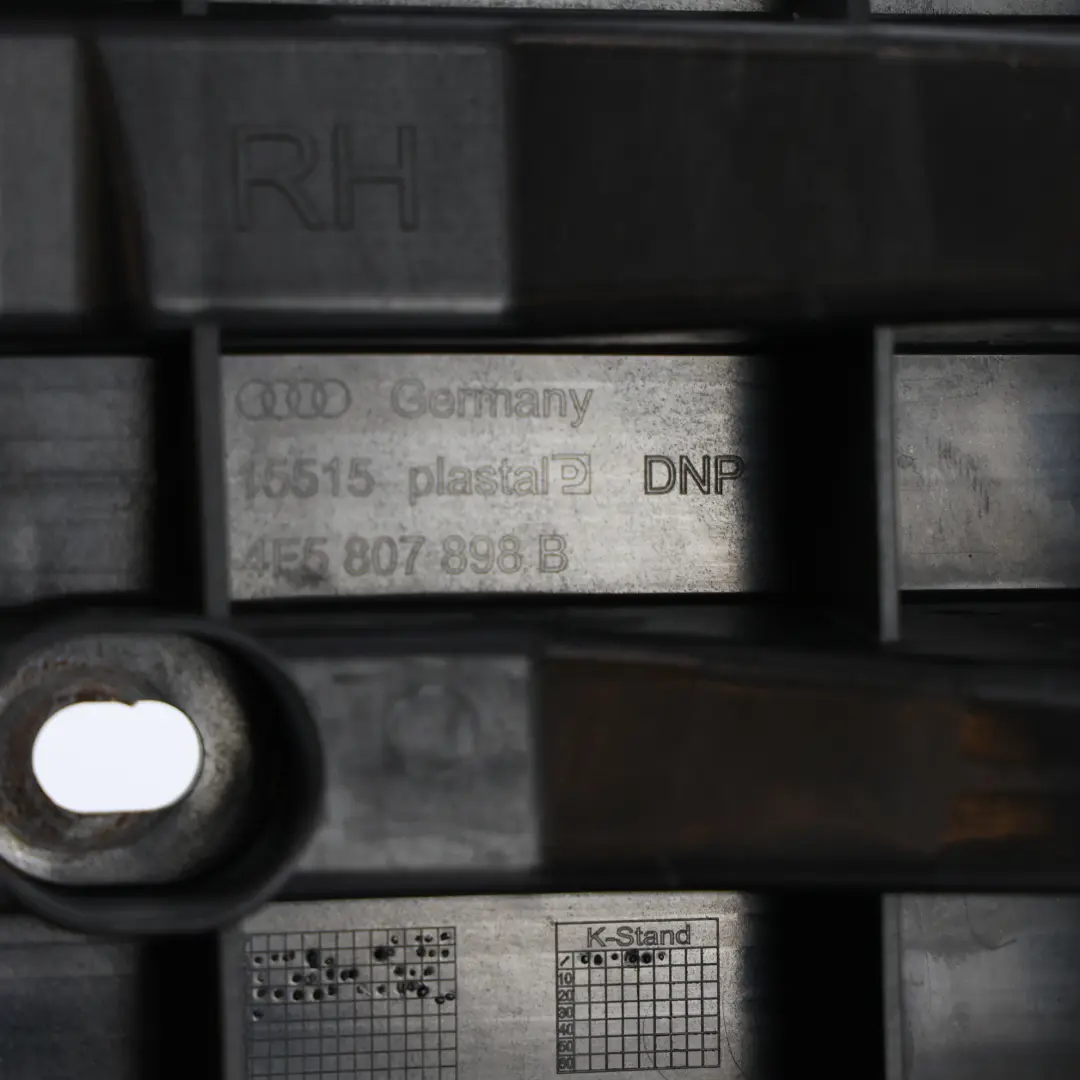 RH
Germany
15515 plastal P DNP
4E5 807 898 B
K-Stand
10
20
30
40
50
60